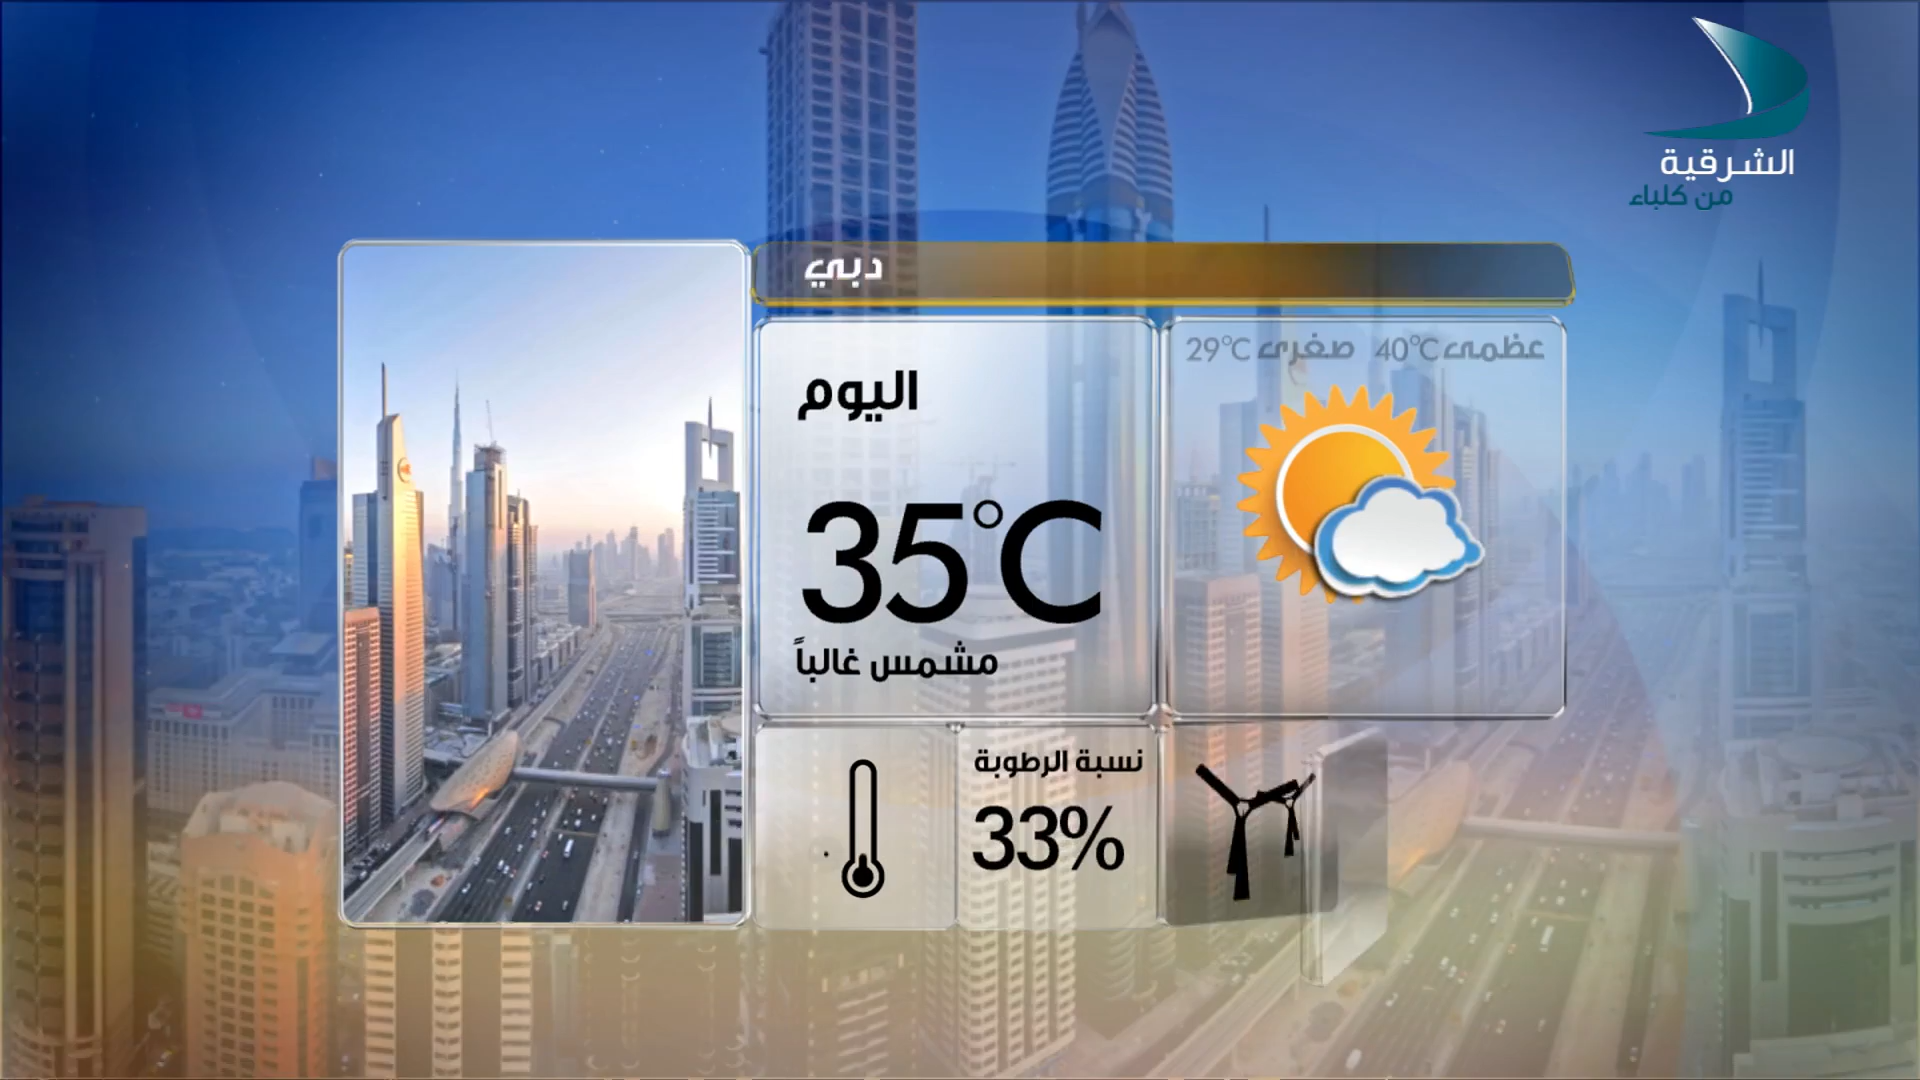 الشرقية
من كلباء
دبي
عظمى 40°C صغرى 29°C
اليوم
35°C
مشمس غالباً
نسبة الرطوبة
33%